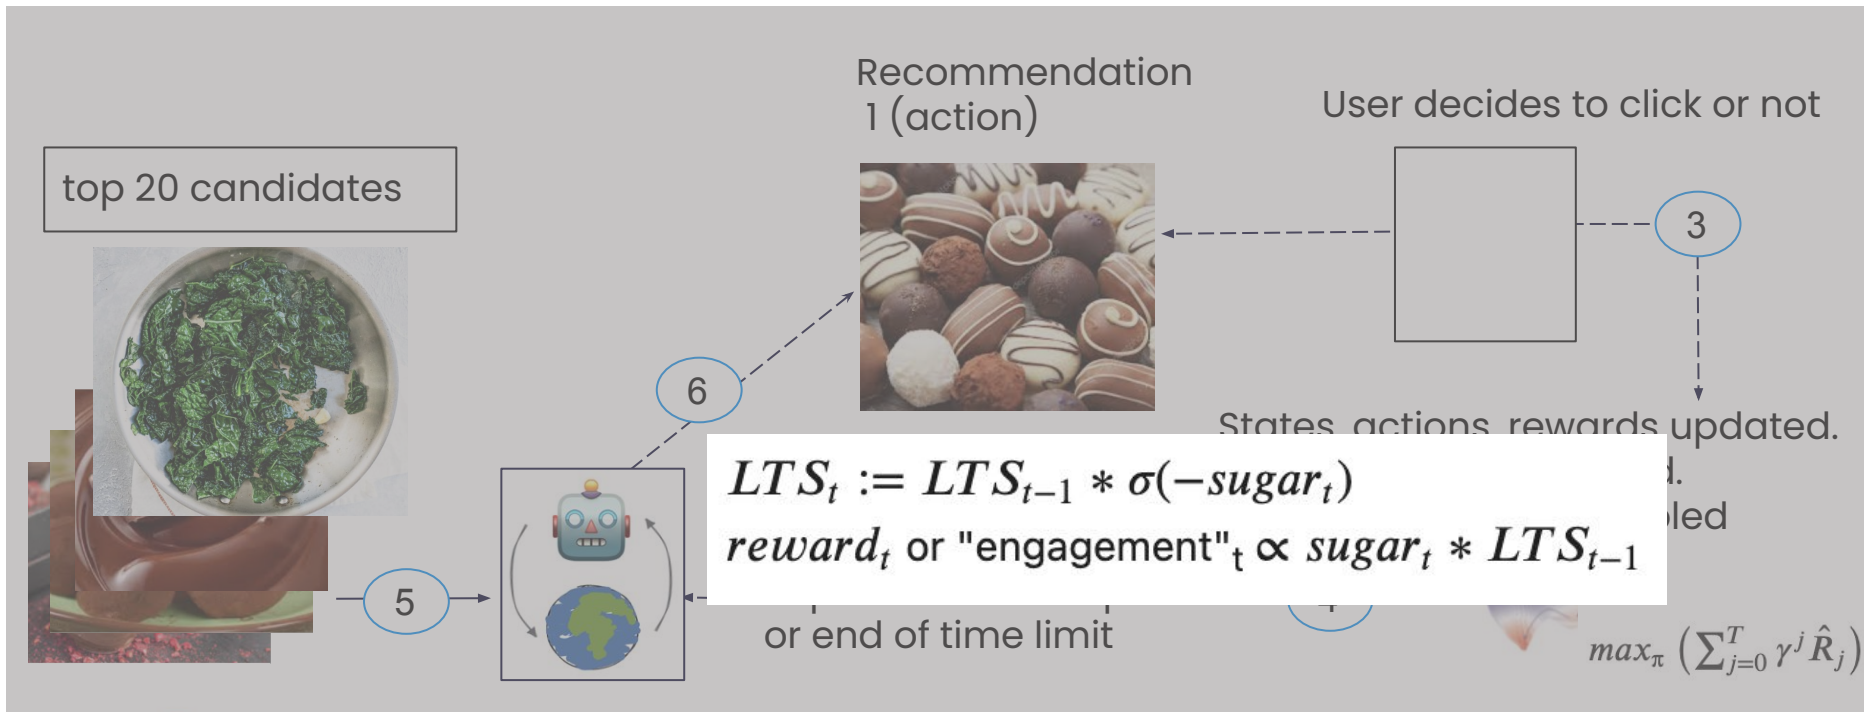 Recommendation
1 (action)
User decides to click or not
top 20 candidates
3
6
States, actions, rewards updated.
LTS_t := LTS_{t−1} * σ(−sugar_t)
reward_t or "engagement"_t ∝ sugar_t * LTS_{t−1}
5
or end of time limit
max_π (∑_{j=0}^T γ^j R̂_j)